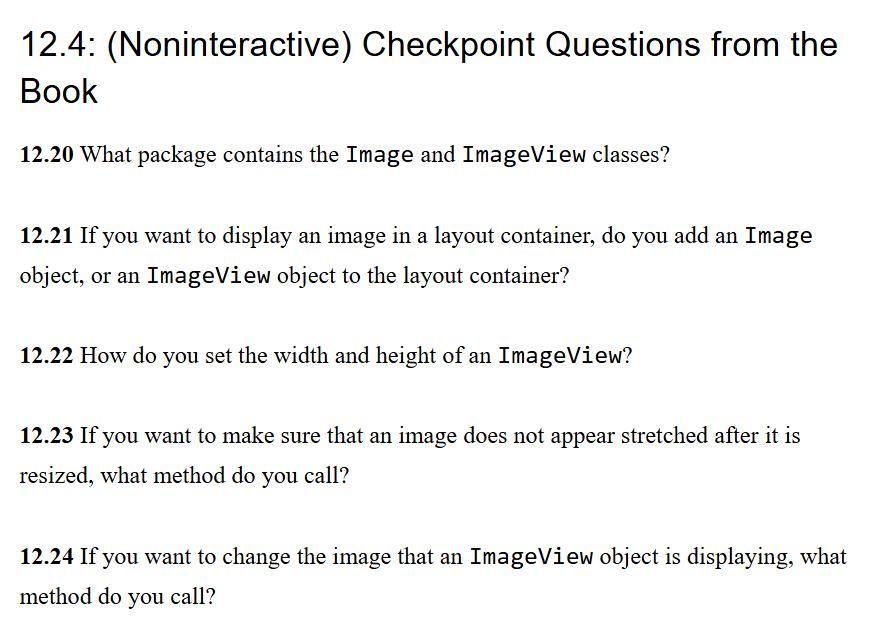 12.4: (Noninteractive) Checkpoint Questions from the
Book
12.20 What package contains the Image and ImageView classes?
12.21 If you want to display an image in a layout container, do you add an Image
object, or an ImageView object to the layout container?
12.22 How do you set the width and height of an ImageView?
12.23 If you want to make sure that an image does not appear stretched after it is
resized, what method do you call?
12.24 If you want to change the image that an ImageView object is displaying, what
method do you call?